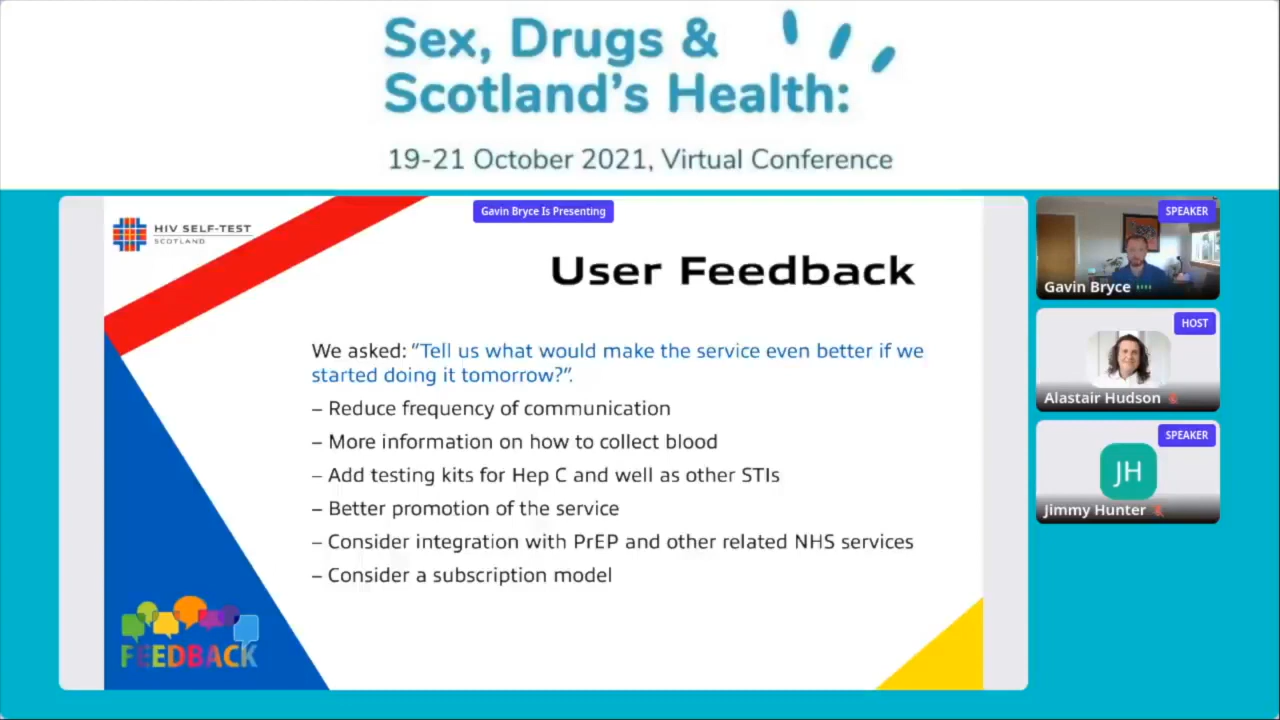 Sex, Drugs &
Scotland's Health:
19-21 October 2021, Virtual Conference
HIV SELF-TEST
SCOTLAND
Gavin Bryce Is Presenting
User Feedback
We asked: “Tell us what would make the service even better if we
started doing it tomorrow?”.
– Reduce frequency of communication
– More information on how to collect blood
– Add testing kits for Hep C and well as other STIs
– Better promotion of the service
– Consider integration with PrEP and other related NHS services
– Consider a subscription model
FEEDBACK
SPEAKER
Gavin Bryce
HOST
Alastair Hudson
SPEAKER
JH
Jimmy Hunter